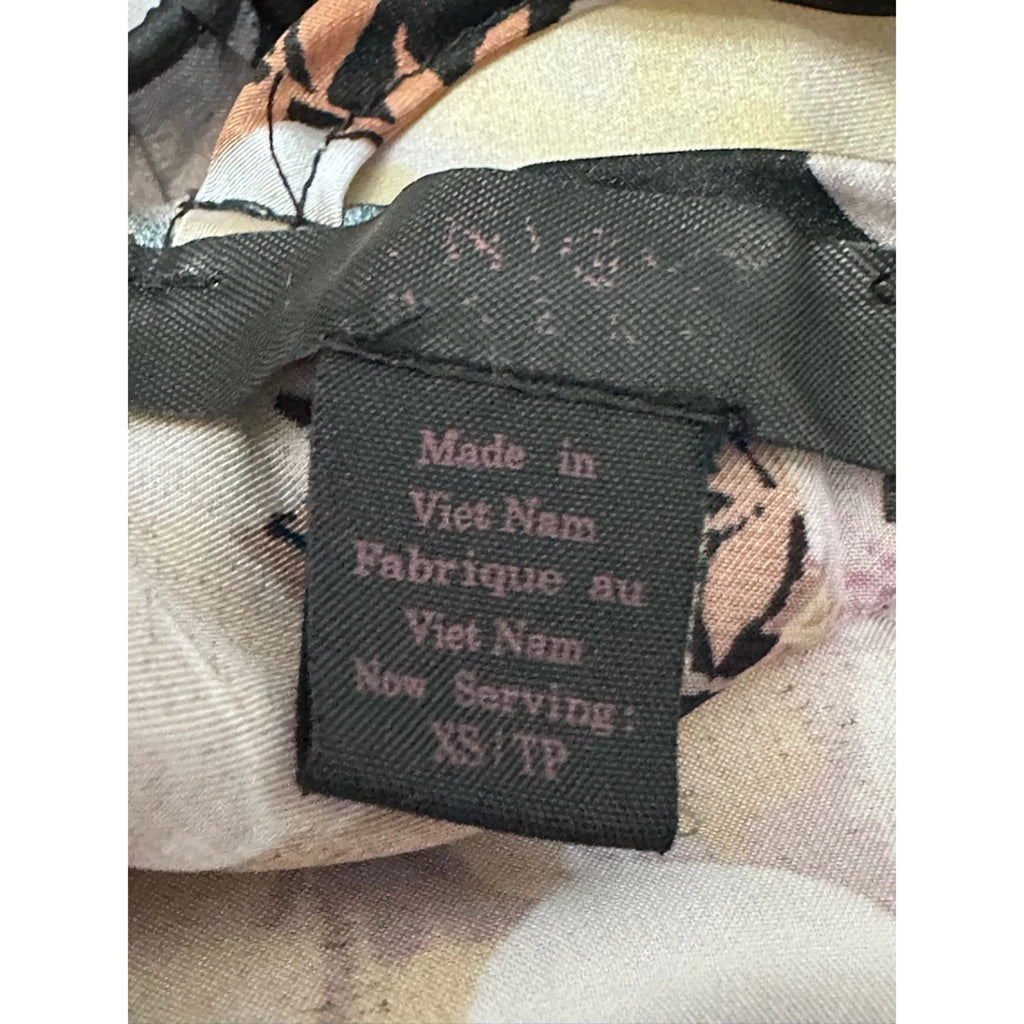 Made in
Viet Nam
Fabrique au
Viet Nam
Now Serving:
XS/TP